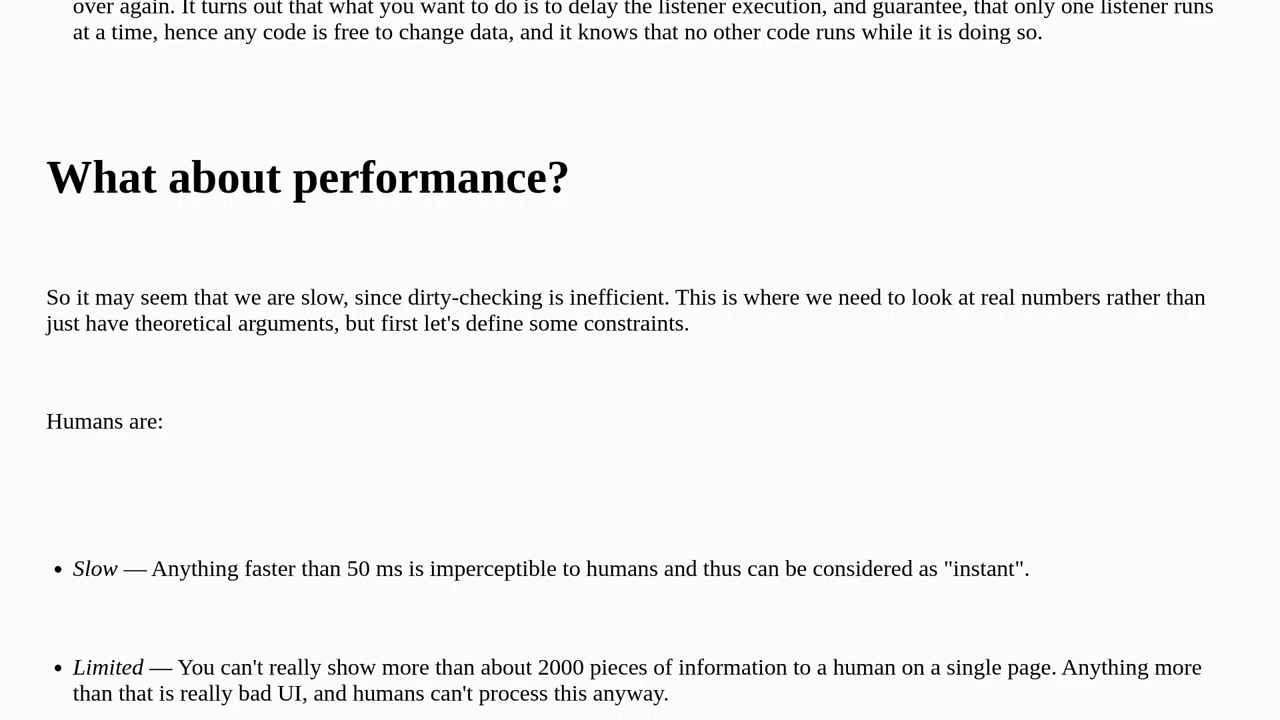 over again. It turns out that what you want to do is to delay the listener execution, and guarantee, that only one listener runs
at a time, hence any code is free to change data, and it knows that no other code runs while it is doing so.
What about performance?
So it may seem that we are slow, since dirty-checking is inefficient. This is where we need to look at real numbers rather than
just have theoretical arguments, but first let's define some constraints.
Humans are:
• Slow — Anything faster than 50 ms is imperceptible to humans and thus can be considered as "instant".
• Limited — You can't really show more than about 2000 pieces of information to a human on a single page. Anything more
than that is really bad UI, and humans can't process this anyway.